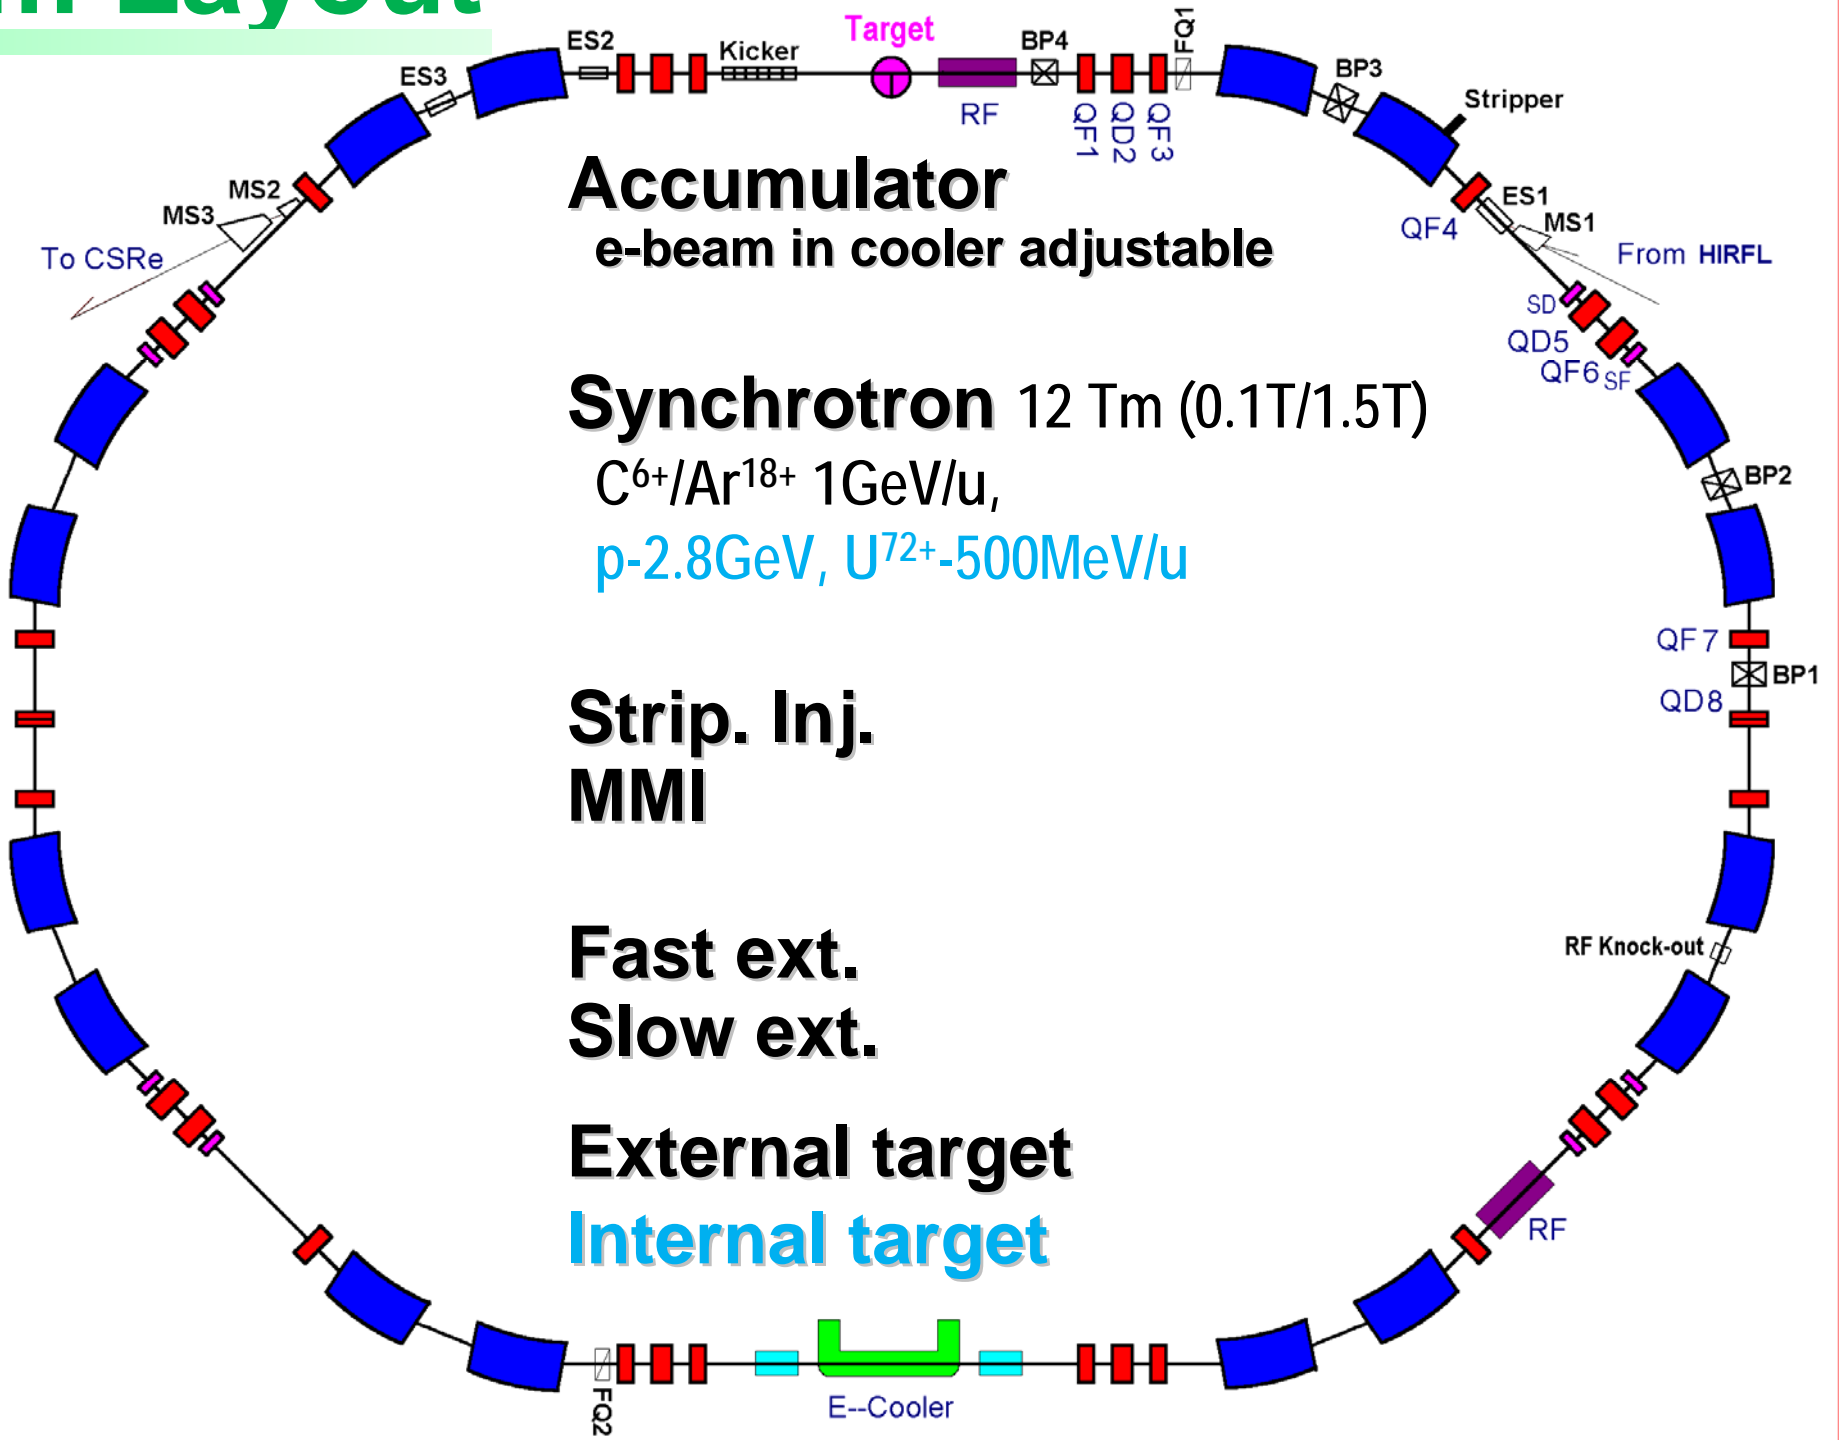 Layout
ES2
Kicker
Target
BP4
FQ1
ES3
RF
QF1
QD2
QF3
BP3
Stripper
Accumulator
e-beam in cooler adjustable
MS2
MS3
To CSRe
ES1
MS1
QF4
From HIRFL
SD
QD5
QF6 SF
Synchrotron 12 Tm (0.1T/1.5T)
C6+/Ar18+ 1GeV/u,
p-2.8GeV, U72+-500MeV/u
BP2
QF7
BP1
QD8
Strip. Inj.
MMI
Fast ext.
Slow ext.
RF Knock-out
External target
Internal target
RF
E--Cooler
FQ2